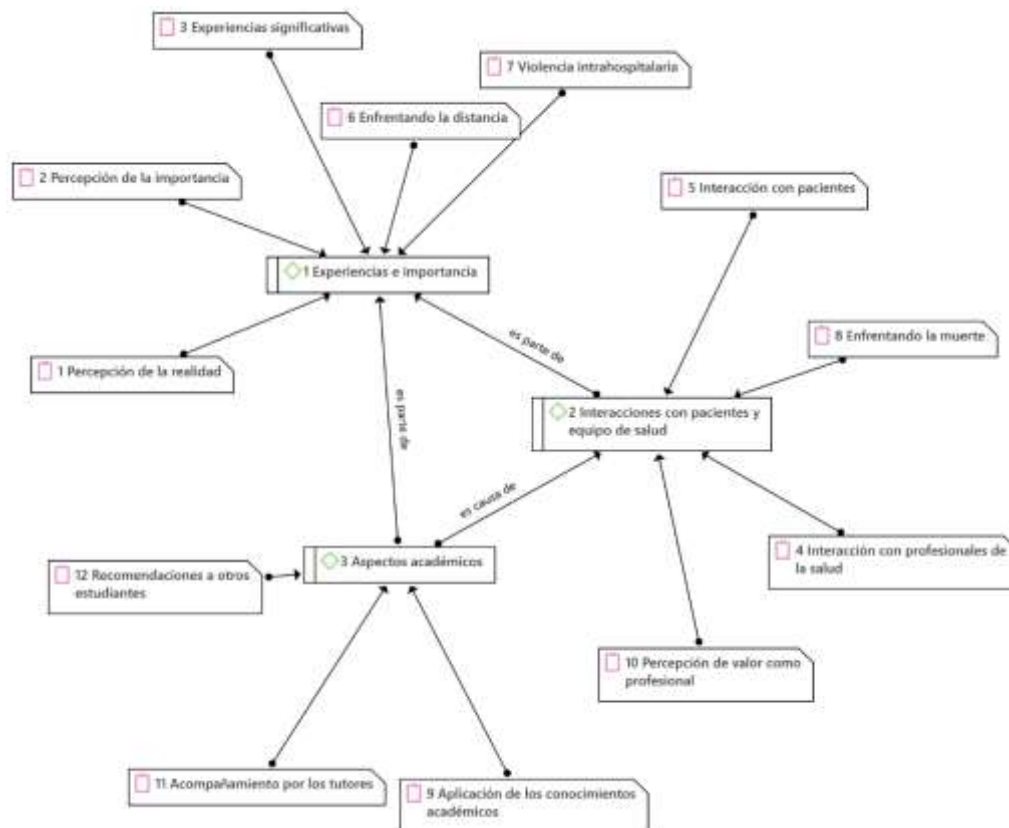 3 Experiencias significativas
7 Violencia intrahospitalaria
6 Enfrentando la distancia
2 Percepción de la importancia
5 Interacción con pacientes
1 Experiencias e importancia
8 Enfrentando la muerte
es parte de
1 Percepción de la realidad
es parte de
2 Interacciones con pacientes y
equipo de salud
es causa de
3 Aspectos académicos
4 Interacción con profesionales de
la salud
12 Recomendaciones a otros
estudiantes
10 Percepción de valor como
profesional
11 Acompañamiento por los tutores
9 Aplicación de los conocimientos
académicos